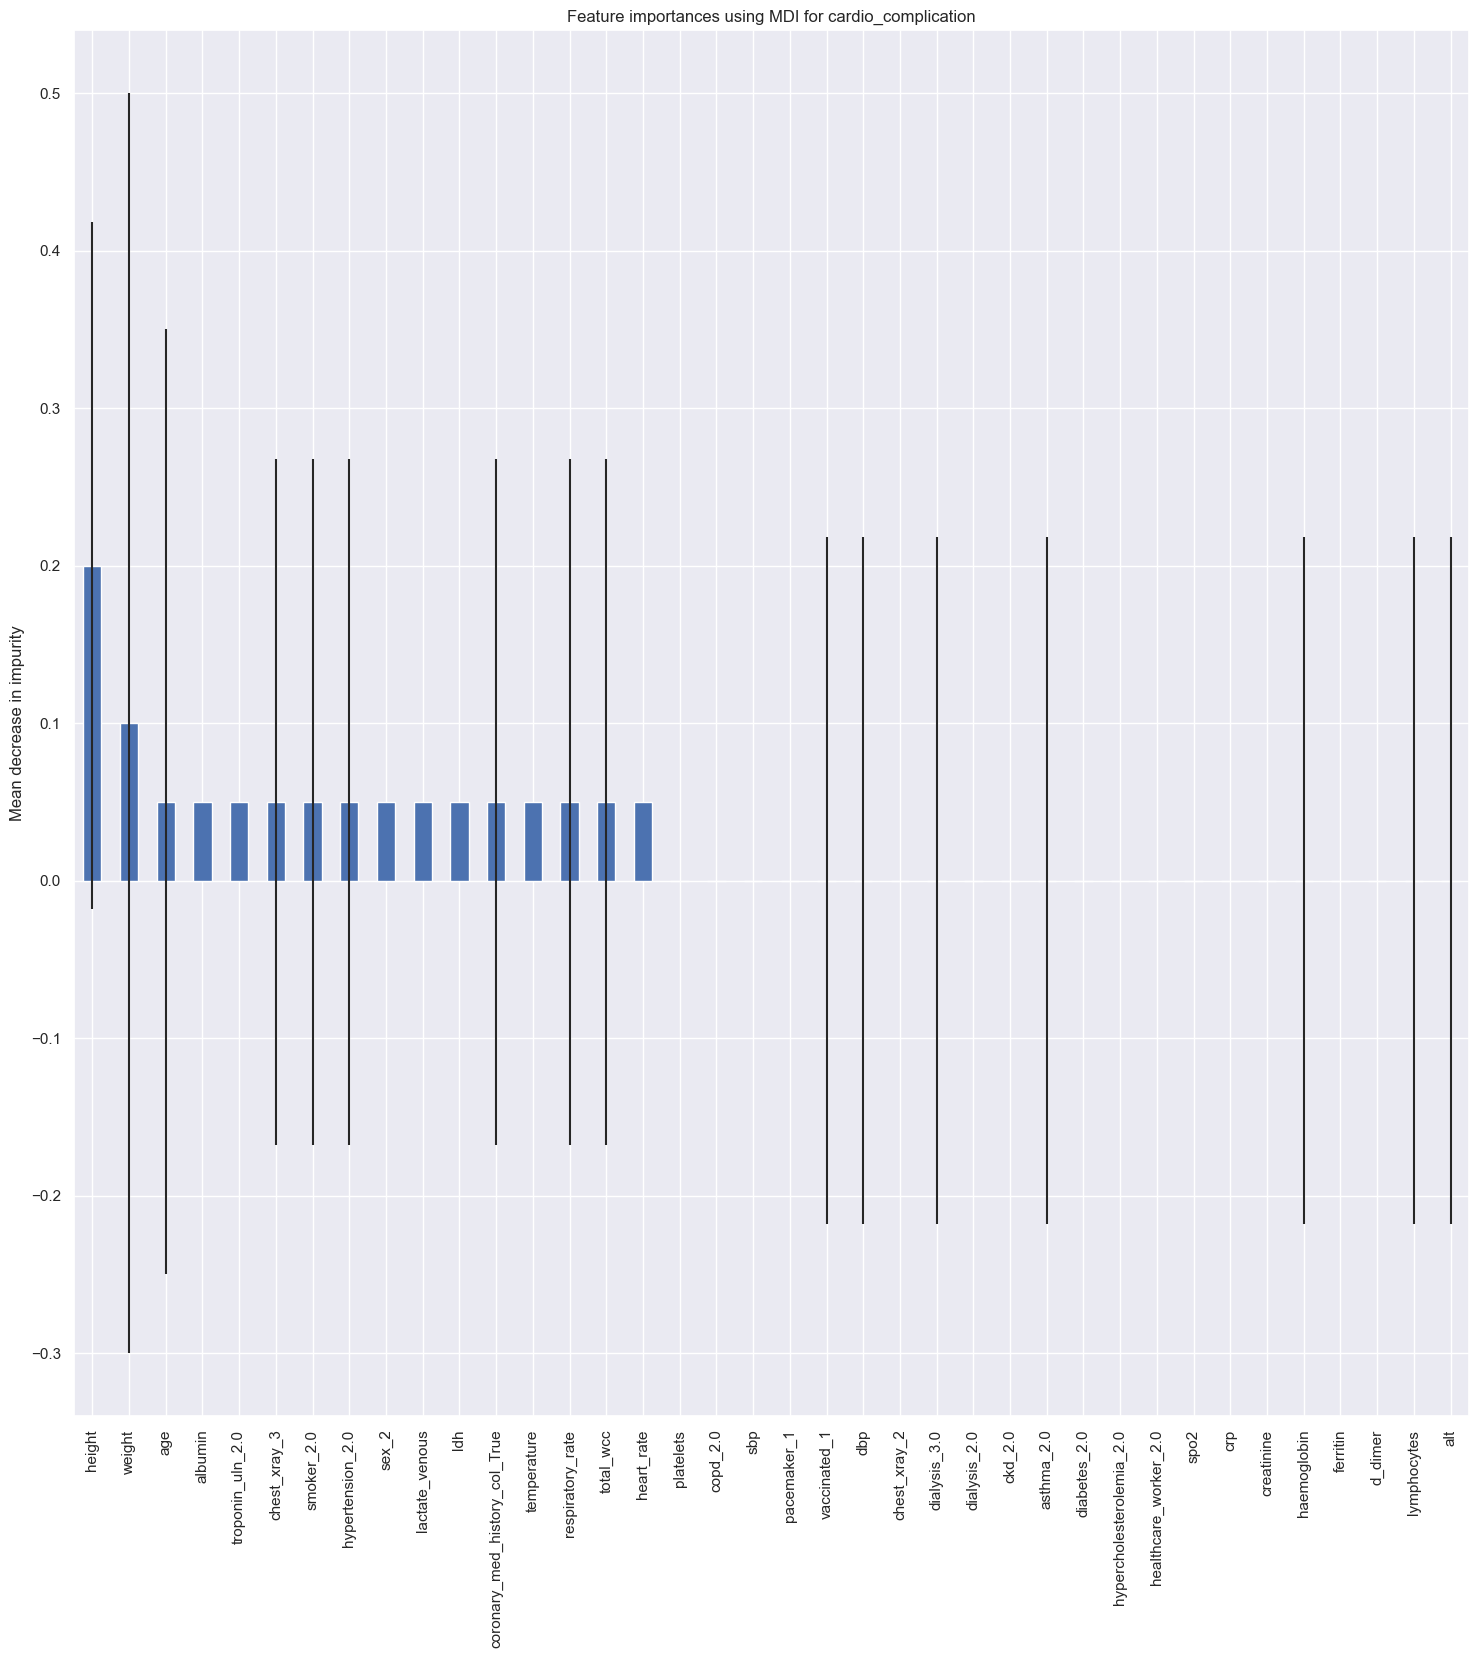 Feature importances using MDI for cardio_complication
Mean decrease in impurity
0.5
0.4
0.3
0.2
0.1
0.0
−0.1
−0.2
−0.3
height
weight
age
albumin
troponin_uln_2.0
chest_xray_3
smoker_2.0
hypertension_2.0
sex_2
lactate_venous
ldh
coronary_med_history_col_True
temperature
respiratory_rate
total_wcc
heart_rate
platelets
copd_2.0
sbp
pacemaker_1
vaccinated_1
dbp
chest_xray_2
dialysis_3.0
dialysis_2.0
ckd_2.0
asthma_2.0
diabetes_2.0
hypercholesterolemia_2.0
healthcare_worker_2.0
spo2
crp
creatinine
haemoglobin
ferritin
d_dimer
lymphocytes
alt